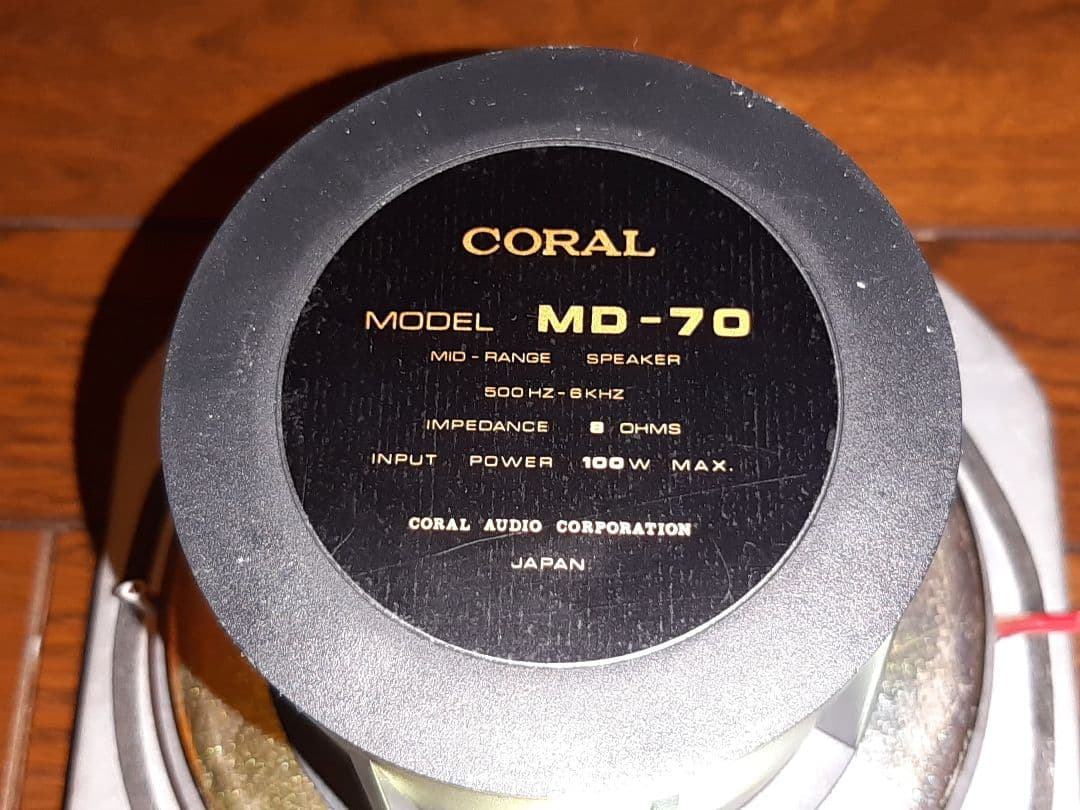 CORAL
MODEL MD-70
MID-RANGE SPEAKER
500HZ-6KHZ
IMPEDANCE 8 OHMS
INPUT POWER 100W MAX.
CORAL AUDIO CORPORATION
JAPAN